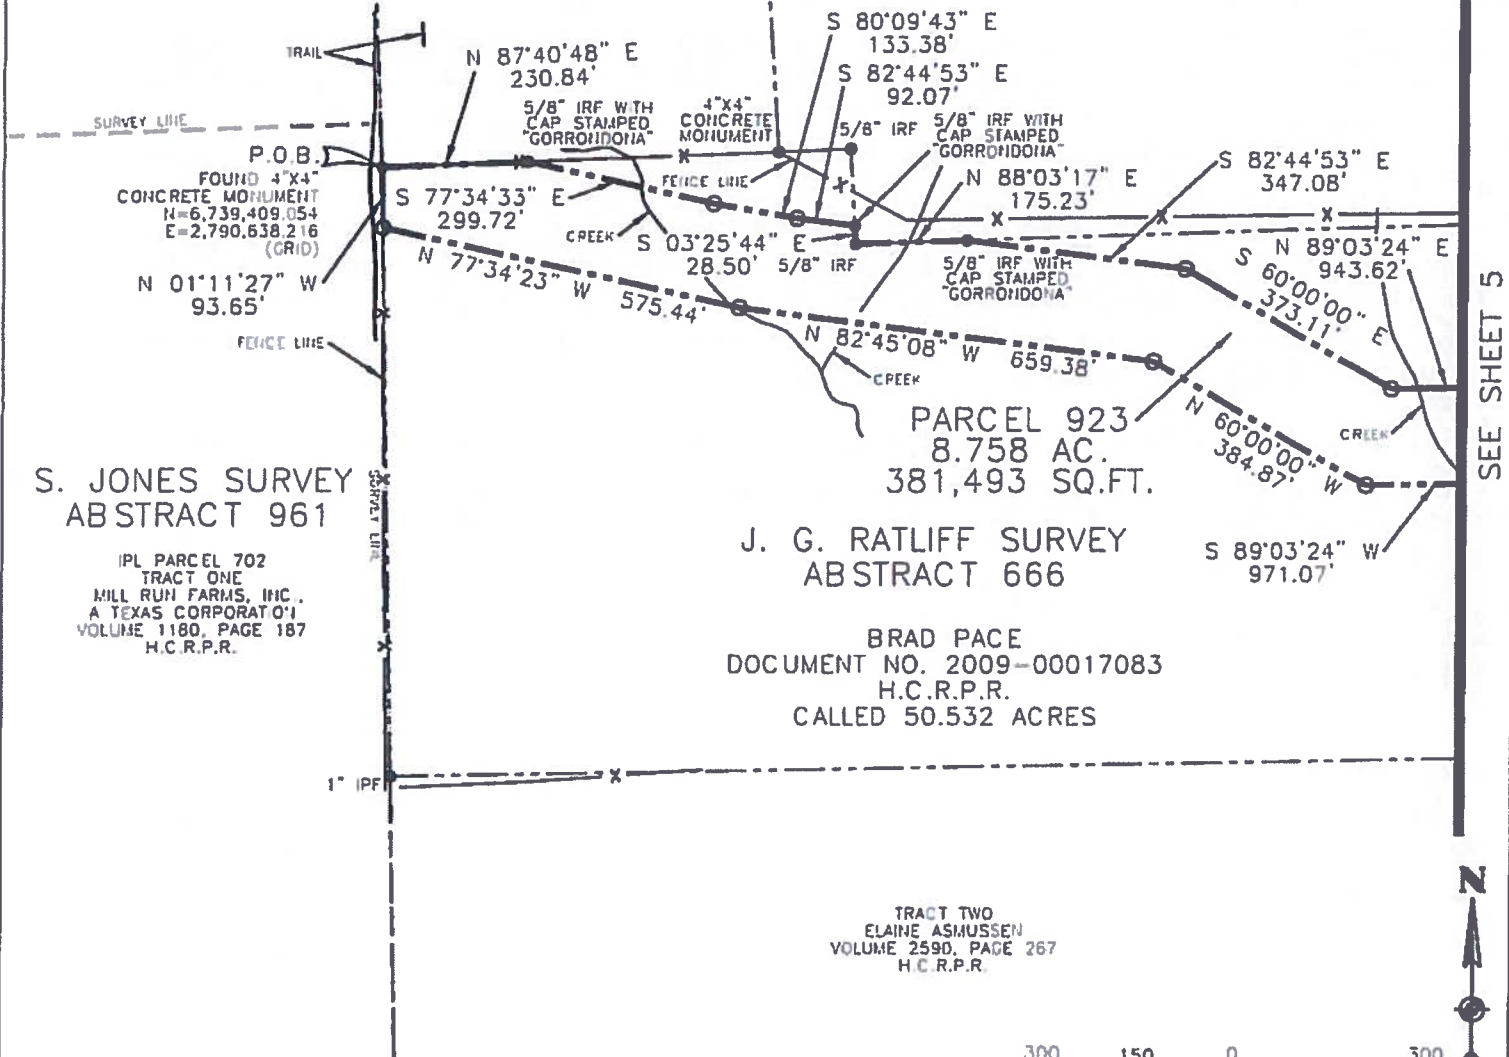 TRAIL
N 87°40'48" E
230.84'
S 80°09'43" E
133.38'
S 82°44'53" E
92.07'
5/8" IRF WITH
CAP STAMPED
"GORRONDONA"
4"X4"
CONCRETE
MONUMENT
5/8" IRF
5/8" IRF WITH
CAP STAMPED
"GORRONDONA"
SURVEY LINE
P.O.B.
FOUND 4"X4"
CONCRETE MONUMENT
N=6,739,409.054
E=2,790,638.216
(GRID)
S 77°34'33" E
299.72'
FENCE LINE
N 88°03'17" E
175.23'
S 82°44'53" E
347.08'
CREEK
S 03°25'44" E
28.50'
5/8" IRF
5/8" IRF WITH
CAP STAMPED
"GORRONDONA"
N 89°03'24" E
943.62'
S 60°00'00" E
373.11'
N 01°11'27" W
93.65'
N 77°34'23" W
575.44'
FENCE LINE
N 82°45'08" W
659.38'
CREEK
SEE SHEET 5
PARCEL 923
8.758 AC.
381,493 SQ.FT.
N 60°00'00" W
384.87'
CREEK
S. JONES SURVEY
ABSTRACT 961
SURVEY LINE
IPL PARCEL 702
TRACT ONE
MILL RUN FARMS, INC.,
A TEXAS CORPORATION
VOLUME 1180, PAGE 187
H.C.R.P.R.
J. G. RATLIFF SURVEY
ABSTRACT 666
S 89°03'24" W
971.07'
BRAD PACE
DOCUMENT NO. 2009-00017083
H.C.R.P.R.
CALLED 50.532 ACRES
1" IPF
TRACT TWO
ELAINE ASMUSSEN
VOLUME 2590, PAGE 267
H.C.R.P.R.
N
300 150 0 300